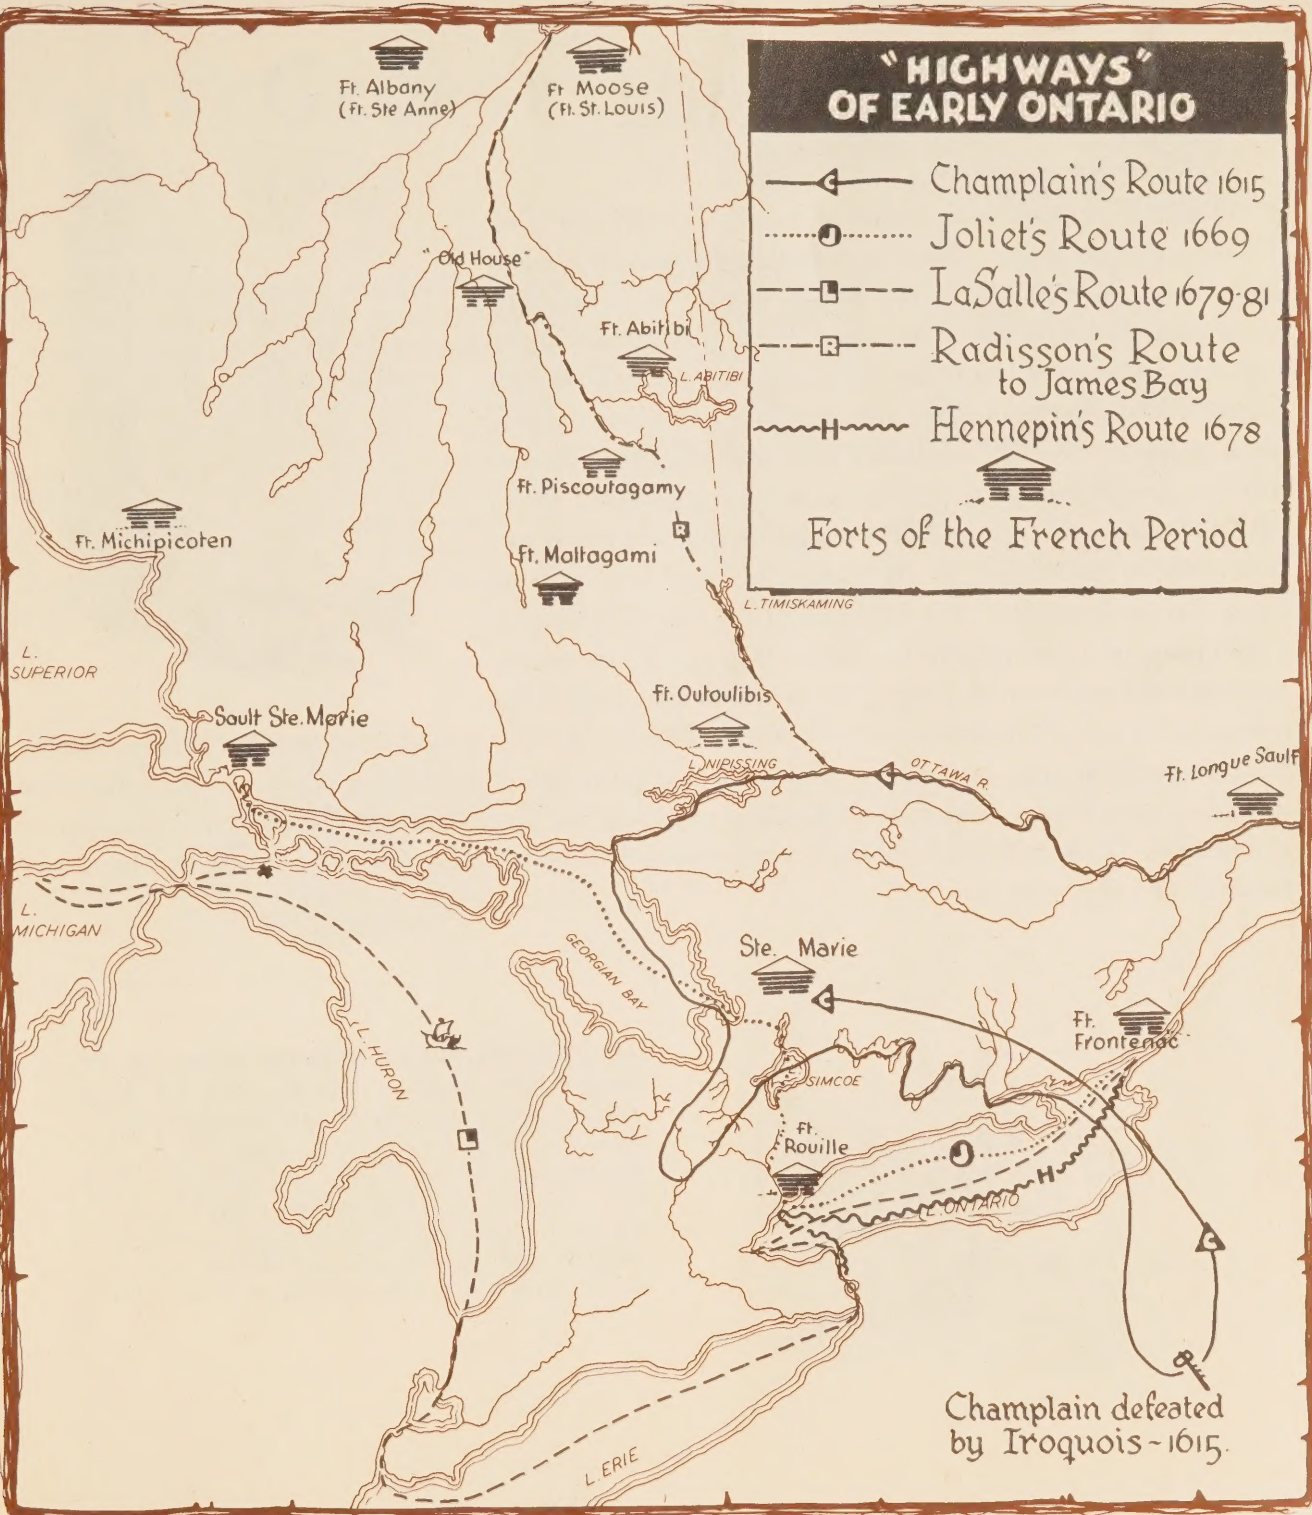 "HIGHWAYS"
OF EARLY ONTARIO
C Champlain's Route 1615
J Joliet's Route 1669
L LaSalle's Route 1679-81
R Radisson's Route
to James Bay
H Hennepin's Route 1678
Forts of the French Period
Ft. Albany
(Ft. Ste Anne)
Ft Moose
(Ft. St. Louis)
"Old House"
Ft. Abitibi
L. ABITIBI
Ft. Piscoutagamy
R
Ft. Mattagami
Ft. Michipicoten
L. TIMISKAMING
L.
SUPERIOR
Ft. Outoulibis
Sault Ste. Marie
L. NIPISSING
C
OTTAWA R.
Ft. Longue Sault
L.
MICHIGAN
GEORGIAN BAY
Ste. Marie
C
Ft.
Frontenac
L. HURON
L. SIMCOE
Ft.
Rouille
L
J
H
L. ONTARIO
C
Champlain defeated
by Iroquois - 1615.
L. ERIE